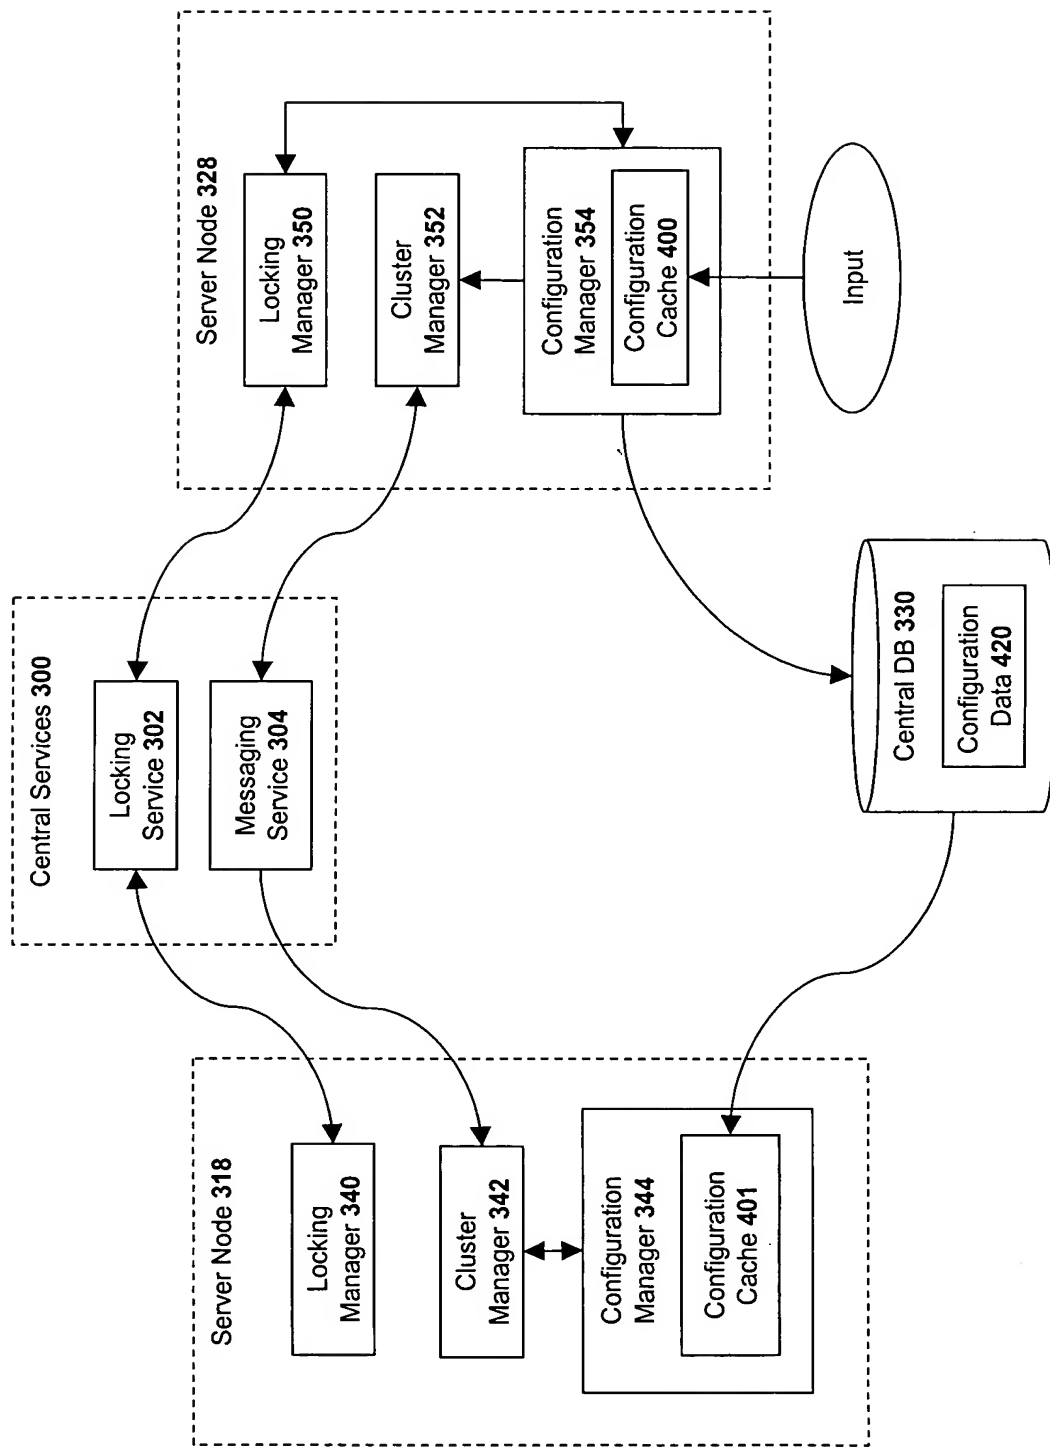 Central Services 300
Locking
Service 302
Messaging
Service 304
Server Node 318
Locking
Manager 340
Cluster
Manager 342
Configuration
Manager 344
Configuration
Cache 401
Server Node 328
Locking
Manager 350
Cluster
Manager 352
Configuration
Manager 354
Configuration
Cache 400
Input
Central DB 330
Configuration
Data 420